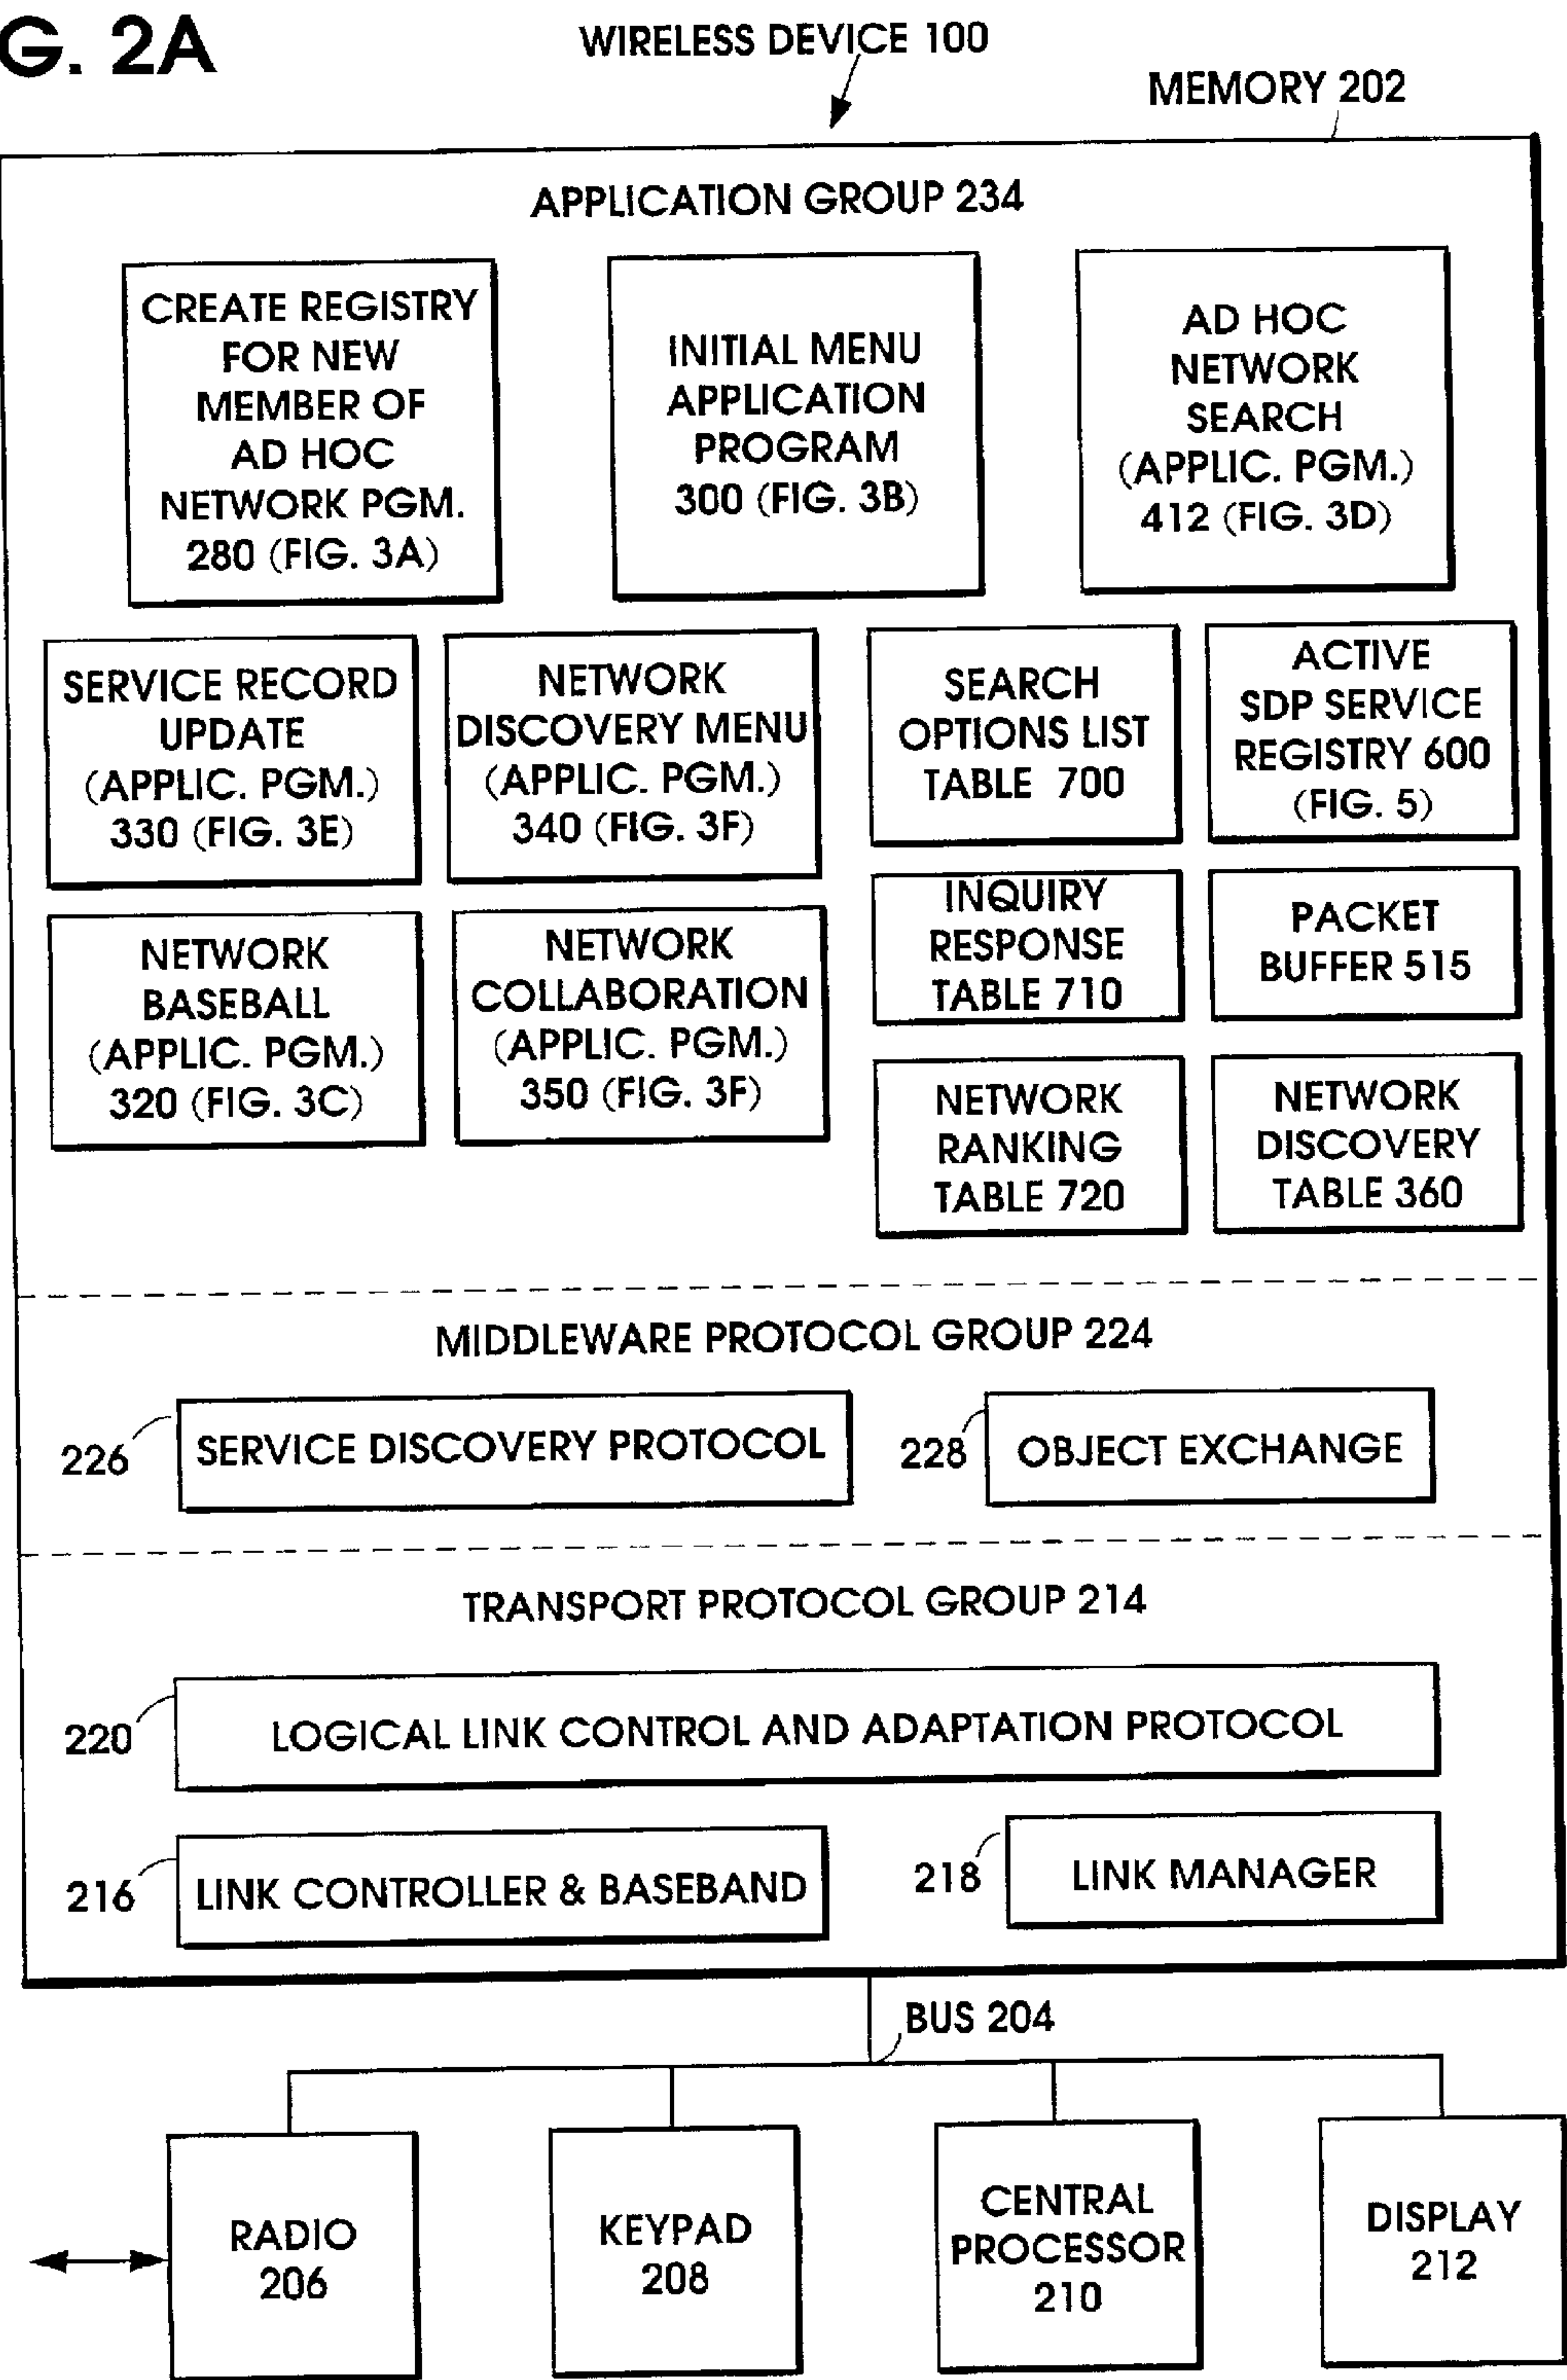 G. 2A
WIRELESS DEVICE 100
MEMORY 202
APPLICATION GROUP 234
CREATE REGISTRY
FOR NEW
MEMBER OF
AD HOC
NETWORK PGM.
280 (FIG. 3A)
INITIAL MENU
APPLICATION
PROGRAM
300 (FIG. 3B)
AD HOC
NETWORK
SEARCH
(APPLIC. PGM.)
412 (FIG. 3D)
SERVICE RECORD
UPDATE
(APPLIC. PGM.)
330 (FIG. 3E)
NETWORK
DISCOVERY MENU
(APPLIC. PGM.)
340 (FIG. 3F)
SEARCH
OPTIONS LIST
TABLE 700
ACTIVE
SDP SERVICE
REGISTRY 600
(FIG. 5)
NETWORK
BASEBALL
(APPLIC. PGM.)
320 (FIG. 3C)
NETWORK
COLLABORATION
(APPLIC. PGM.)
350 (FIG. 3F)
INQUIRY
RESPONSE
TABLE 710
PACKET
BUFFER 515
NETWORK
RANKING
TABLE 720
NETWORK
DISCOVERY
TABLE 360
MIDDLEWARE PROTOCOL GROUP 224
226
SERVICE DISCOVERY PROTOCOL
228
OBJECT EXCHANGE
TRANSPORT PROTOCOL GROUP 214
220
LOGICAL LINK CONTROL AND ADAPTATION PROTOCOL
216
LINK CONTROLLER & BASEBAND
218
LINK MANAGER
BUS 204
RADIO
206
KEYPAD
208
CENTRAL
PROCESSOR
210
DISPLAY
212